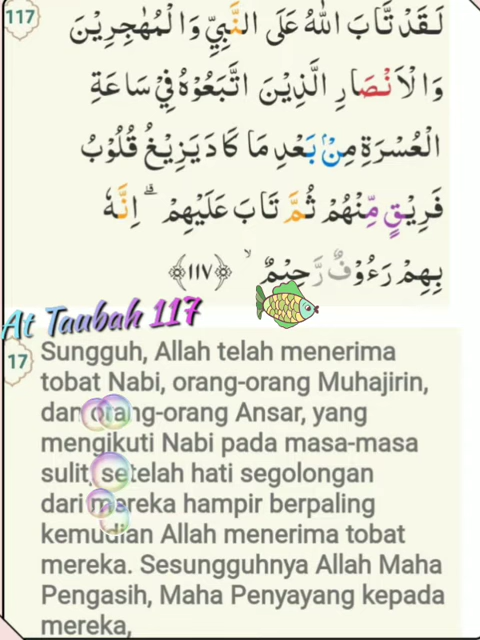 117
لَقَدْ تَّابَ اللّٰهُ عَلَى النَّبِيِّ وَالْمُهٰجِرِيْنَ
وَالْاَنْصَارِ الَّذِيْنَ اتَّبَعُوْهُ فِيْ سَاعَةِ
الْعُسْرَةِ مِنْۢ بَعْدِ مَا كَادَ يَزِيْغُ قُلُوْبُ
فَرِيْقٍ مِّنْهُمْ ثُمَّ تَابَ عَلَيْهِمْۗ اِنَّهٗ
بِهِمْ رَءُوْفٌ رَّحِيْمٌ ۙ ﴿١١٧﴾
At Taubah 117
17
Sungguh, Allah telah menerima
tobat Nabi, orang-orang Muhajirin,
dan orang-orang Ansar, yang
mengikuti Nabi pada masa-masa
sulit, setelah hati segolongan
dari mereka hampir berpaling
kemudian Allah menerima tobat
mereka. Sesungguhnya Allah Maha
Pengasih, Maha Penyayang kepada
mereka,